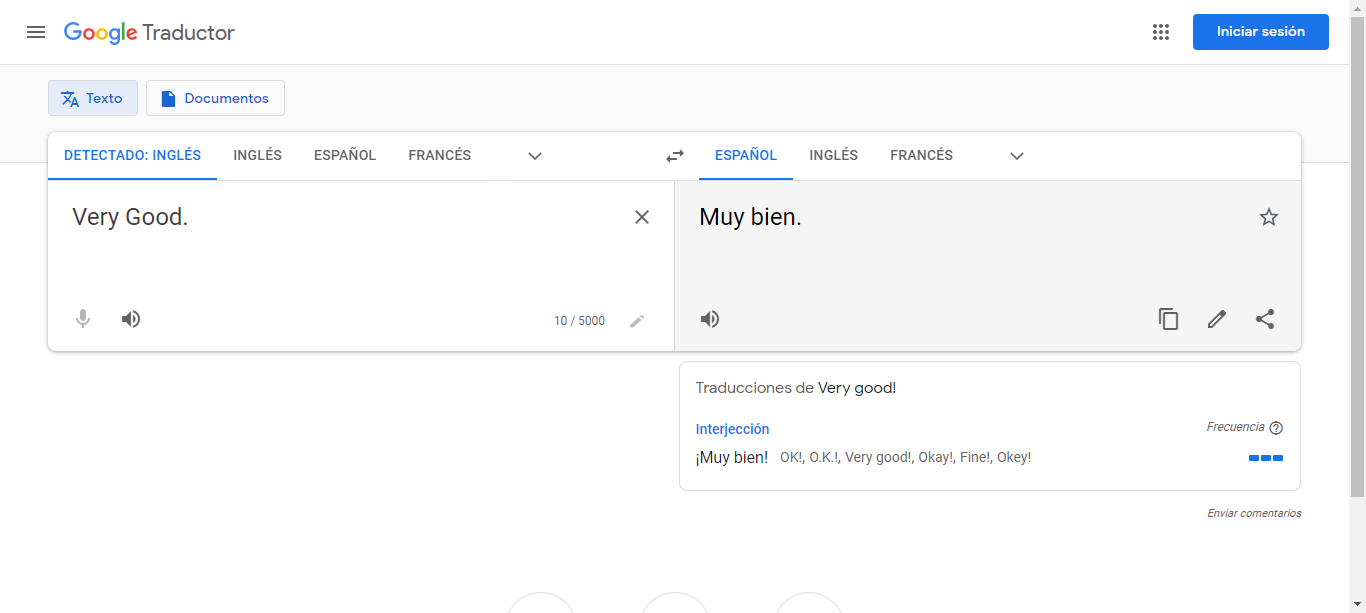 Google Traductor
Iniciar sesión
Texto
Documentos
DETECTADO: INGLÉS INGLÉS ESPAÑOL FRANCÉS
ESPAÑOL INGLÉS FRANCÉS
Very Good.
Muy bien.
10 / 5000
Traducciones de Very good!
Interjección
Frecuencia
¡Muy bien! OK!, O.K.!, Very good!, Okay!, Fine!, Okey!
Enviar comentarios